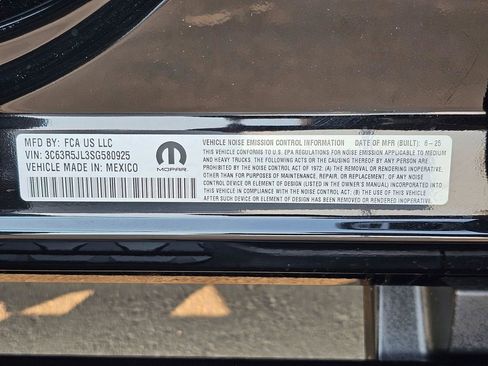 MFD BY: FCA US LLC
VIN: 3C63R5JL3SG580925
VEHICLE MADE IN: MEXICO
MOPAR
VEHICLE NOISE EMISSION CONTROL INFORMATION DATE OF MFR (BUILT): 6-25
THIS VEHICLE CONFORMS TO U.S. EPA REGULATIONS FOR NOISE EMISSION APPLICABLE TO MEDIUM
AND HEAVY TRUCKS. THE FOLLOWING ACTS OR THE CAUSING THEREOF BY ANY PERSON
ARE PROHIBITED BY THE NOISE CONTROL ACT OF 1972: (A) THE REMOVAL OR RENDERING INOPERATIVE,
OTHER THAN FOR PURPOSES OF MAINTENANCE, REPAIR, OR REPLACEMENT, OF ANY NOISE
CONTROL DEVICE OR ELEMENT OF DESIGN (LISTED IN THE OWNER'S MANUAL) INCORPORATED
INTO THIS VEHICLE IN COMPLIANCE WITH THE NOISE CONTROL ACT; (B) THE USE OF THIS VEHICLE
AFTER SUCH DEVICE OR ELEMENT OF DESIGN HAS BEEN REMOVED OR RENDERED INOPERATIVE.